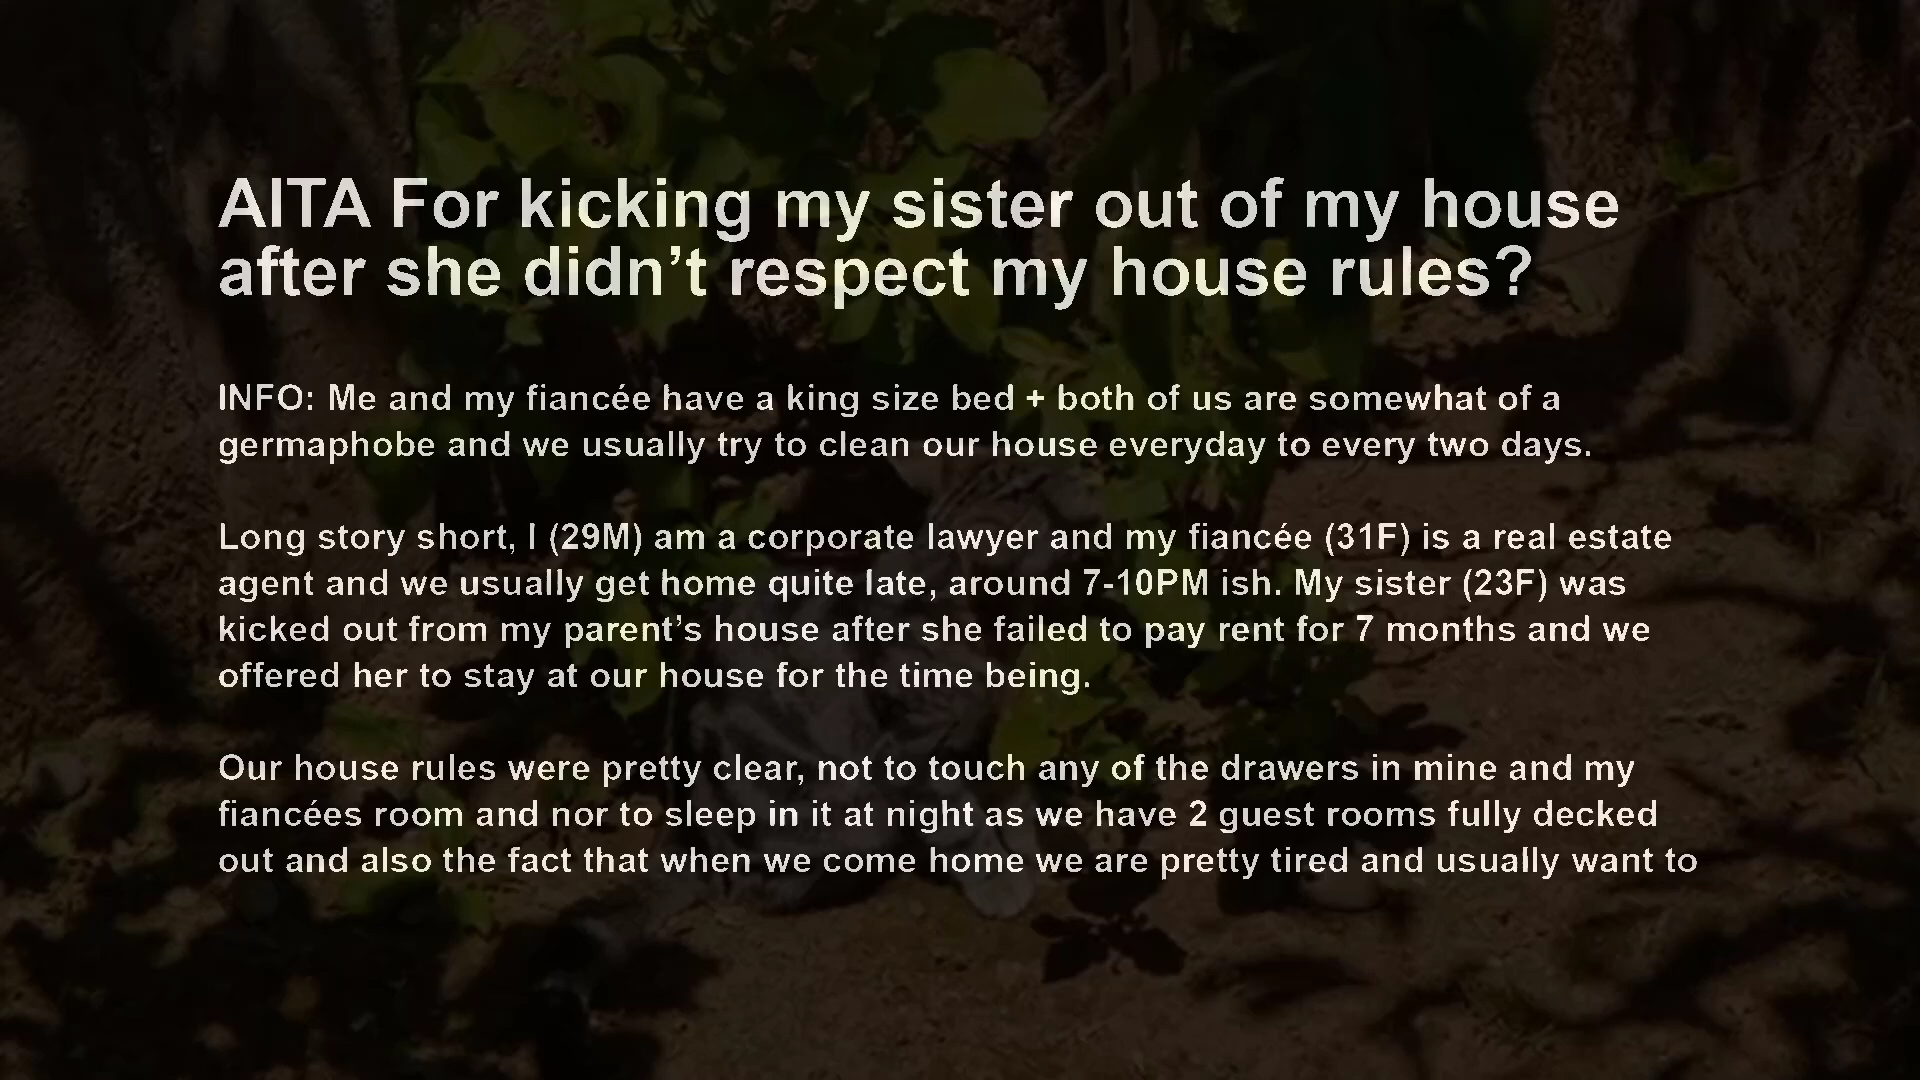 AITA For kicking my sister out of my house
after she didn’t respect my house rules?
INFO: Me and my fiancée have a king size bed + both of us are somewhat of a
germaphobe and we usually try to clean our house everyday to every two days.
Long story short, I (29M) am a corporate lawyer and my fiancée (31F) is a real estate
agent and we usually get home quite late, around 7-10PM ish. My sister (23F) was
kicked out from my parent’s house after she failed to pay rent for 7 months and we
offered her to stay at our house for the time being.
Our house rules were pretty clear, not to touch any of the drawers in mine and my
fiancées room and nor to sleep in it at night as we have 2 guest rooms fully decked
out and also the fact that when we come home we are pretty tired and usually want to